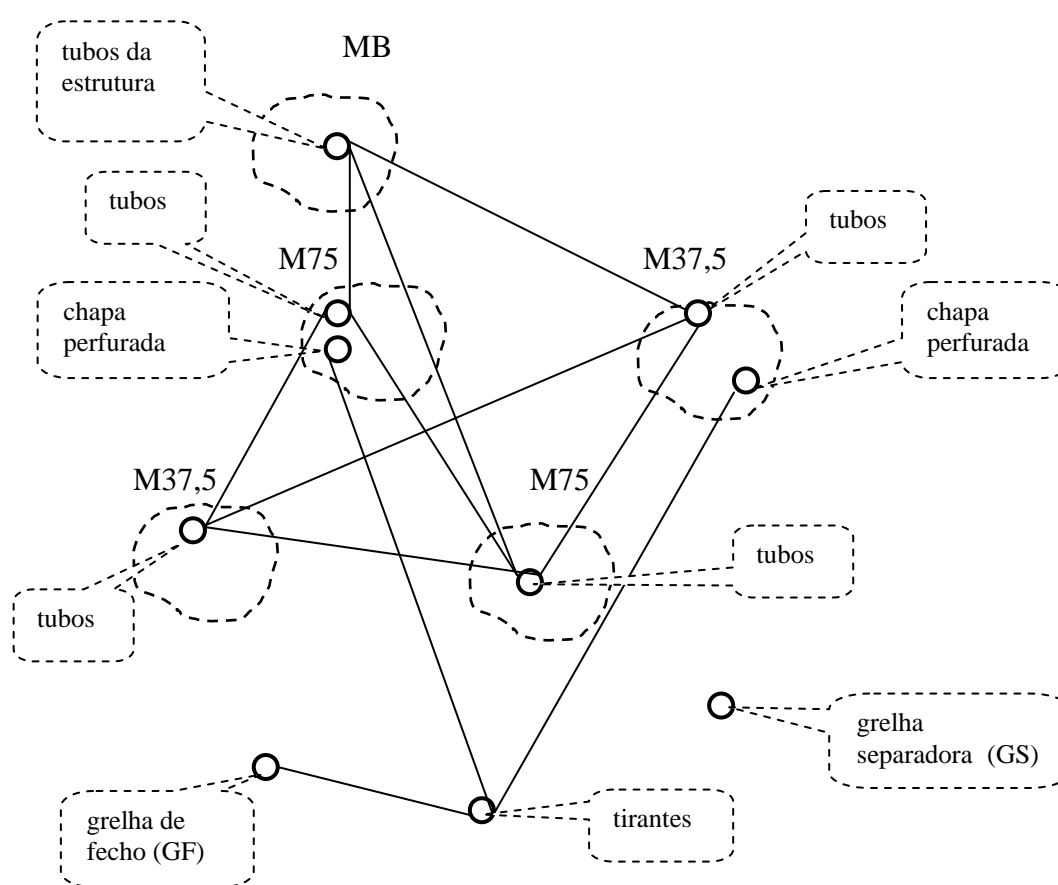 tubos da
estrutura
MB
tubos
M75
M37,5
tubos
chapa
perfurada
chapa
perfurada
M37,5
M75
tubos
tubos
grelha
separadora (GS)
grelha de
fecho (GF)
tirantes